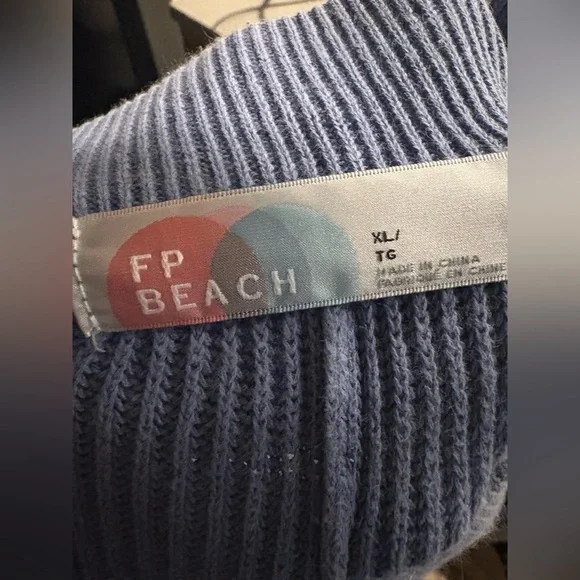 FP
BEACH
XL/
TG
MADE IN CHINA
FABRIQUÉ EN CHINE